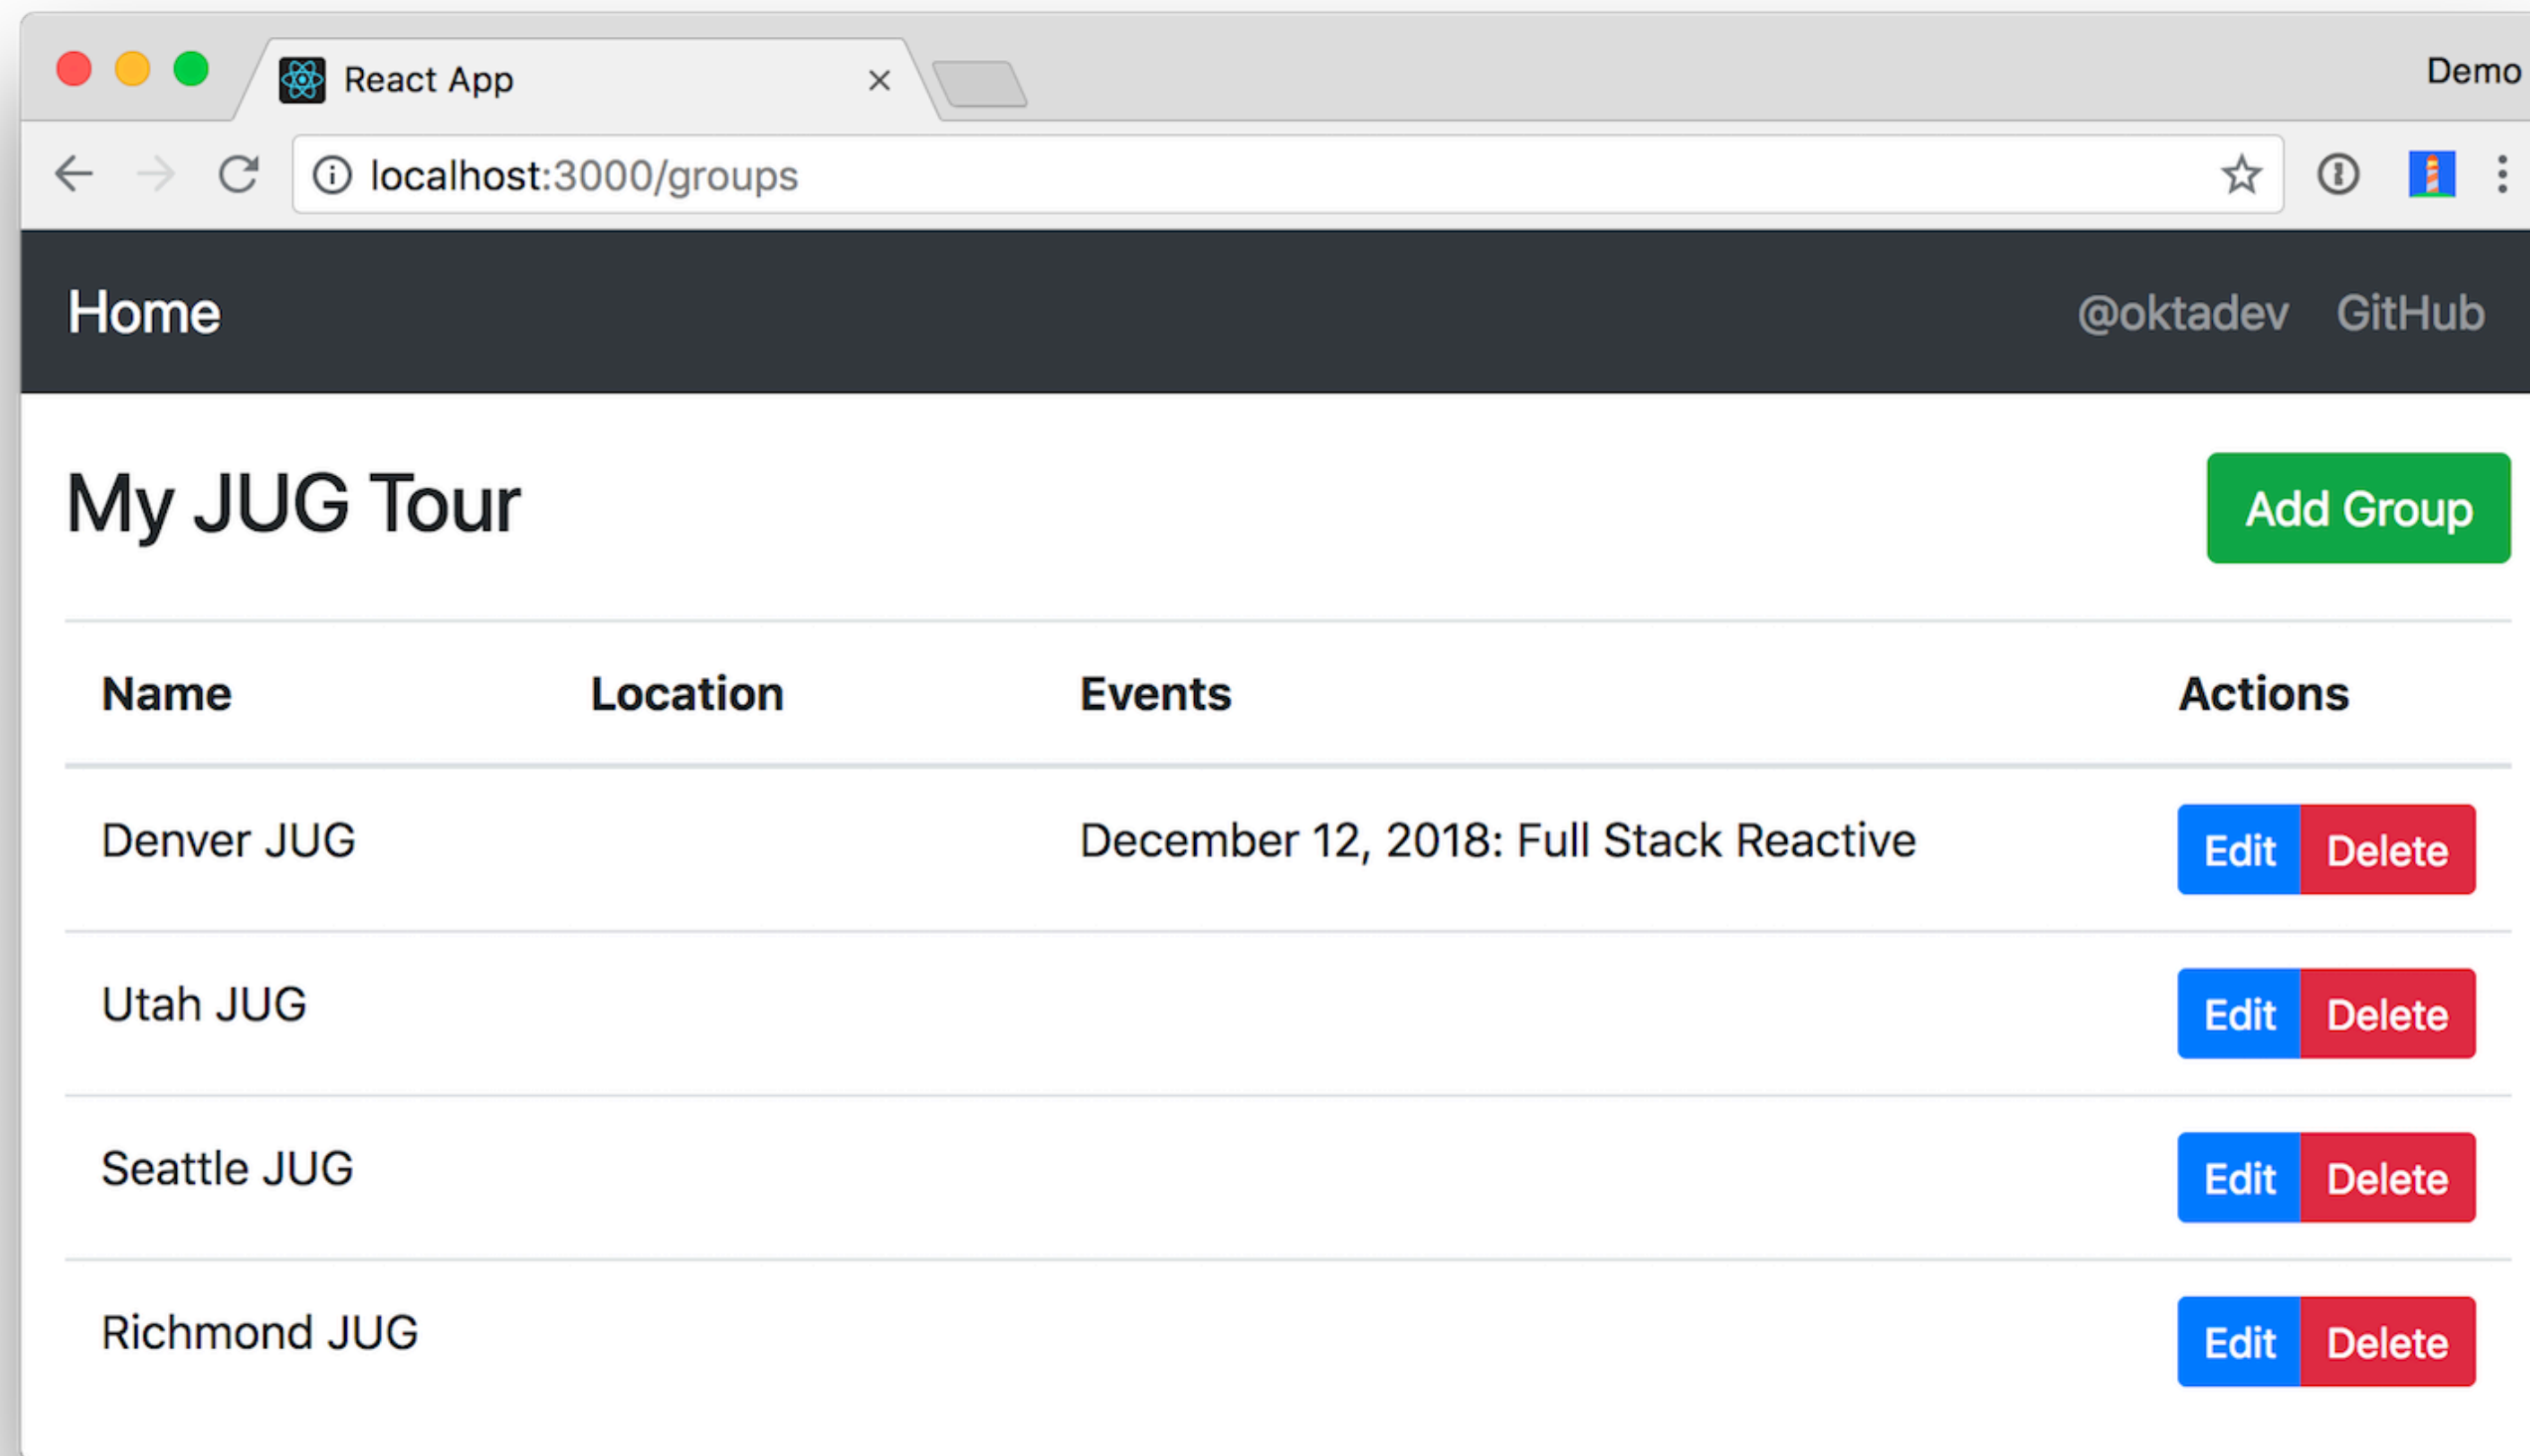 React App
Demo
localhost:3000/groups
Home @oktadev GitHub
My JUG Tour Add Group
Name Location Events Actions
Denver JUG December 12, 2018: Full Stack Reactive Edit Delete
Utah JUG Edit Delete
Seattle JUG Edit Delete
Richmond JUG Edit Delete